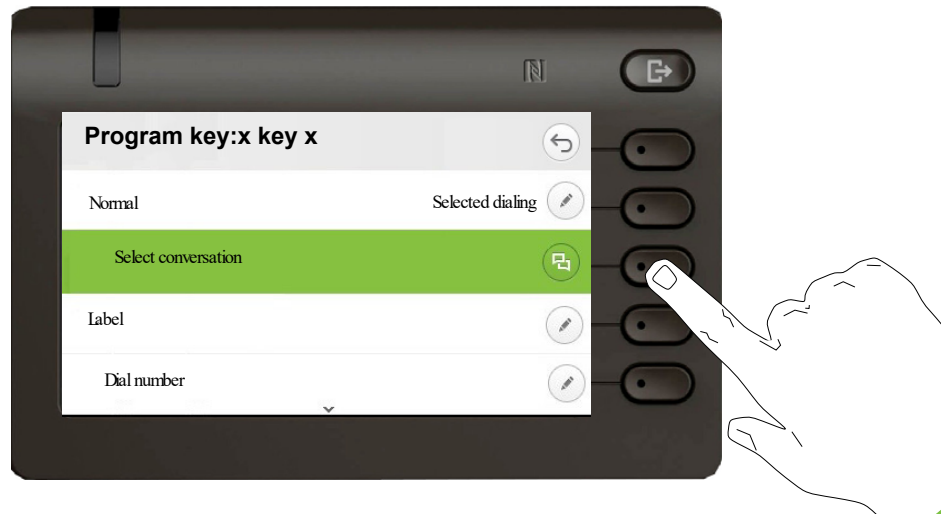 Program key:x key x
Normal Selected dialing
Select conversation
Label
Dial number